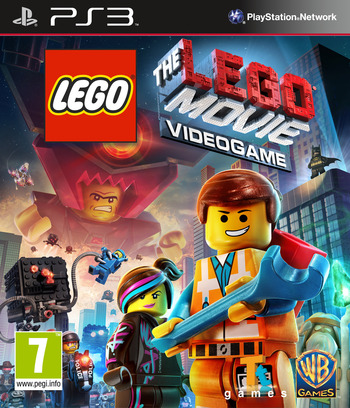 PS3
PlayStation®Network
LEGO
THE
LEGO
MOVIE
VIDEOGAME
7
www.pegi.info
games
WB
GAMES